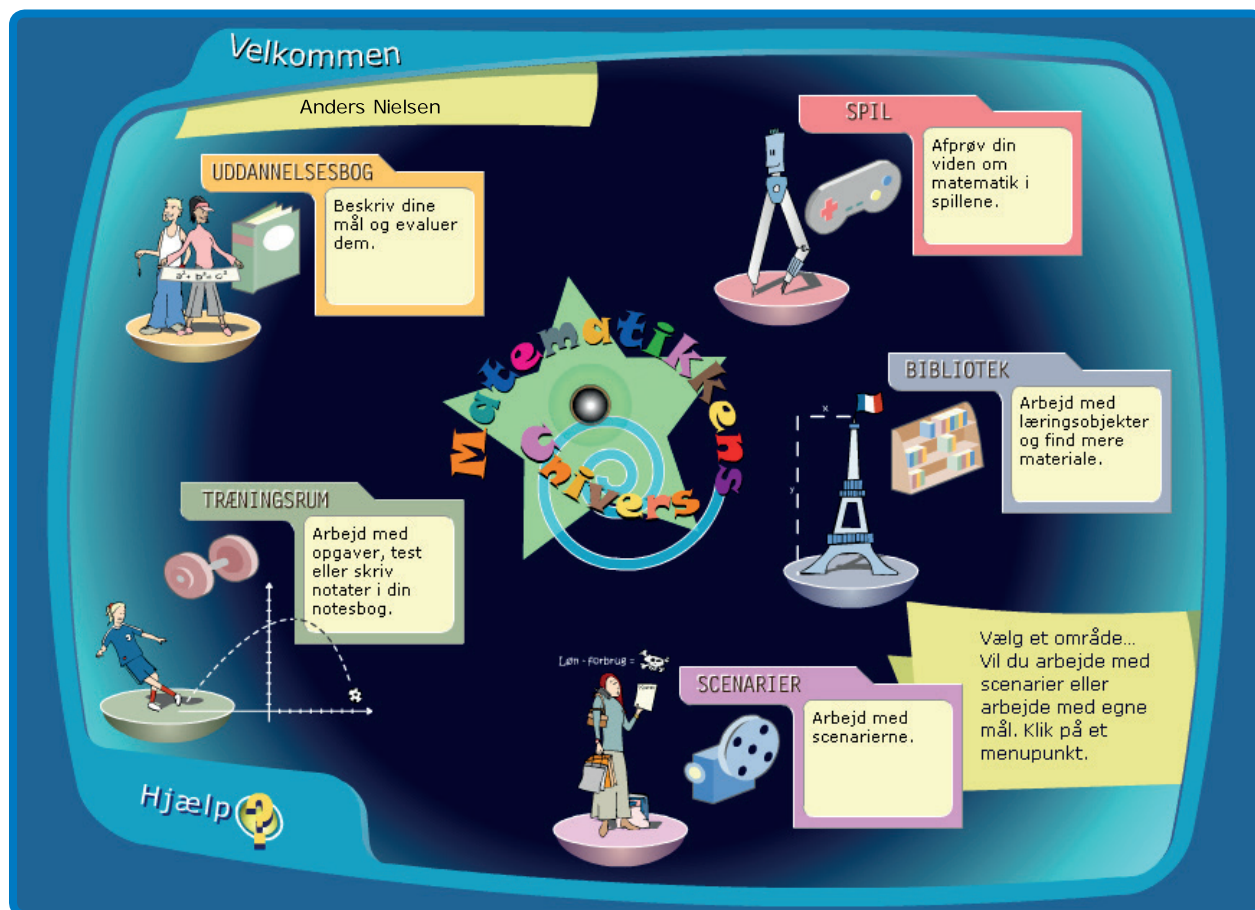 Velkommen
Anders Nielsen
UDDANNELSESBOG
Beskriv dine
mål og evaluer
dem.
a² + b² = c²
SPIL
Afprøv din
viden om
matematik i
spillene.
Matematikkens
Univers
BIBLIOTEK
Arbejd med
læringsobjekter
og find mere
materiale.
x
y
TRÆNINGSRUM
Arbejd med
opgaver, test
eller skriv
notater i din
notesbog.
Løn - forbrug =
SCENARIER
Arbejd med
scenarierne.
Vælg et område...
Vil du arbejde med
scenarier eller
arbejde med egne
mål. Klik på et
menupunkt.
Hjælp ?